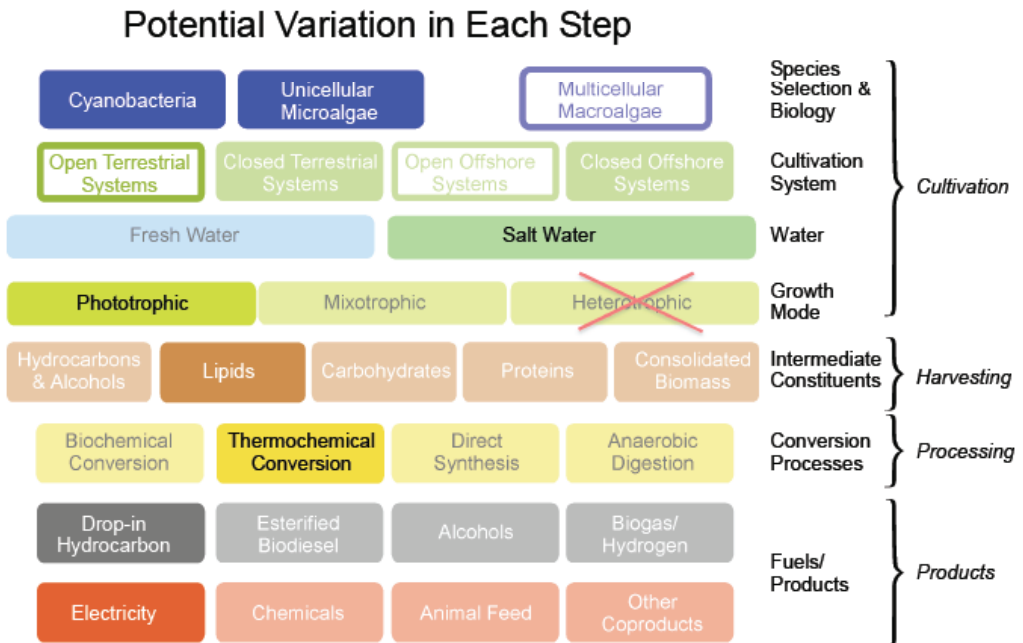 Potential Variation in Each Step
Cyanobacteria
Unicellular
Microalgae
Multicellular
Macroalgae
Species
Selection &
Biology
Open Terrestrial
Systems
Closed Terrestrial
Systems
Open Offshore
Systems
Closed Offshore
Systems
Cultivation
System
Cultivation
Fresh Water
Salt Water
Water
Phototrophic
Mixotrophic
Heterotrophic
Growth
Mode
Hydrocarbons
& Alcohols
Lipids
Carbohydrates
Proteins
Consolidated
Biomass
Intermediate
Constituents
Harvesting
Biochemical
Conversion
Thermochemical
Conversion
Direct
Synthesis
Anaerobic
Digestion
Conversion
Processes
Processing
Drop-in
Hydrocarbon
Esterified
Biodiesel
Alcohols
Biogas/
Hydrogen
Fuels/
Products
Products
Electricity
Chemicals
Animal Feed
Other
Coproducts